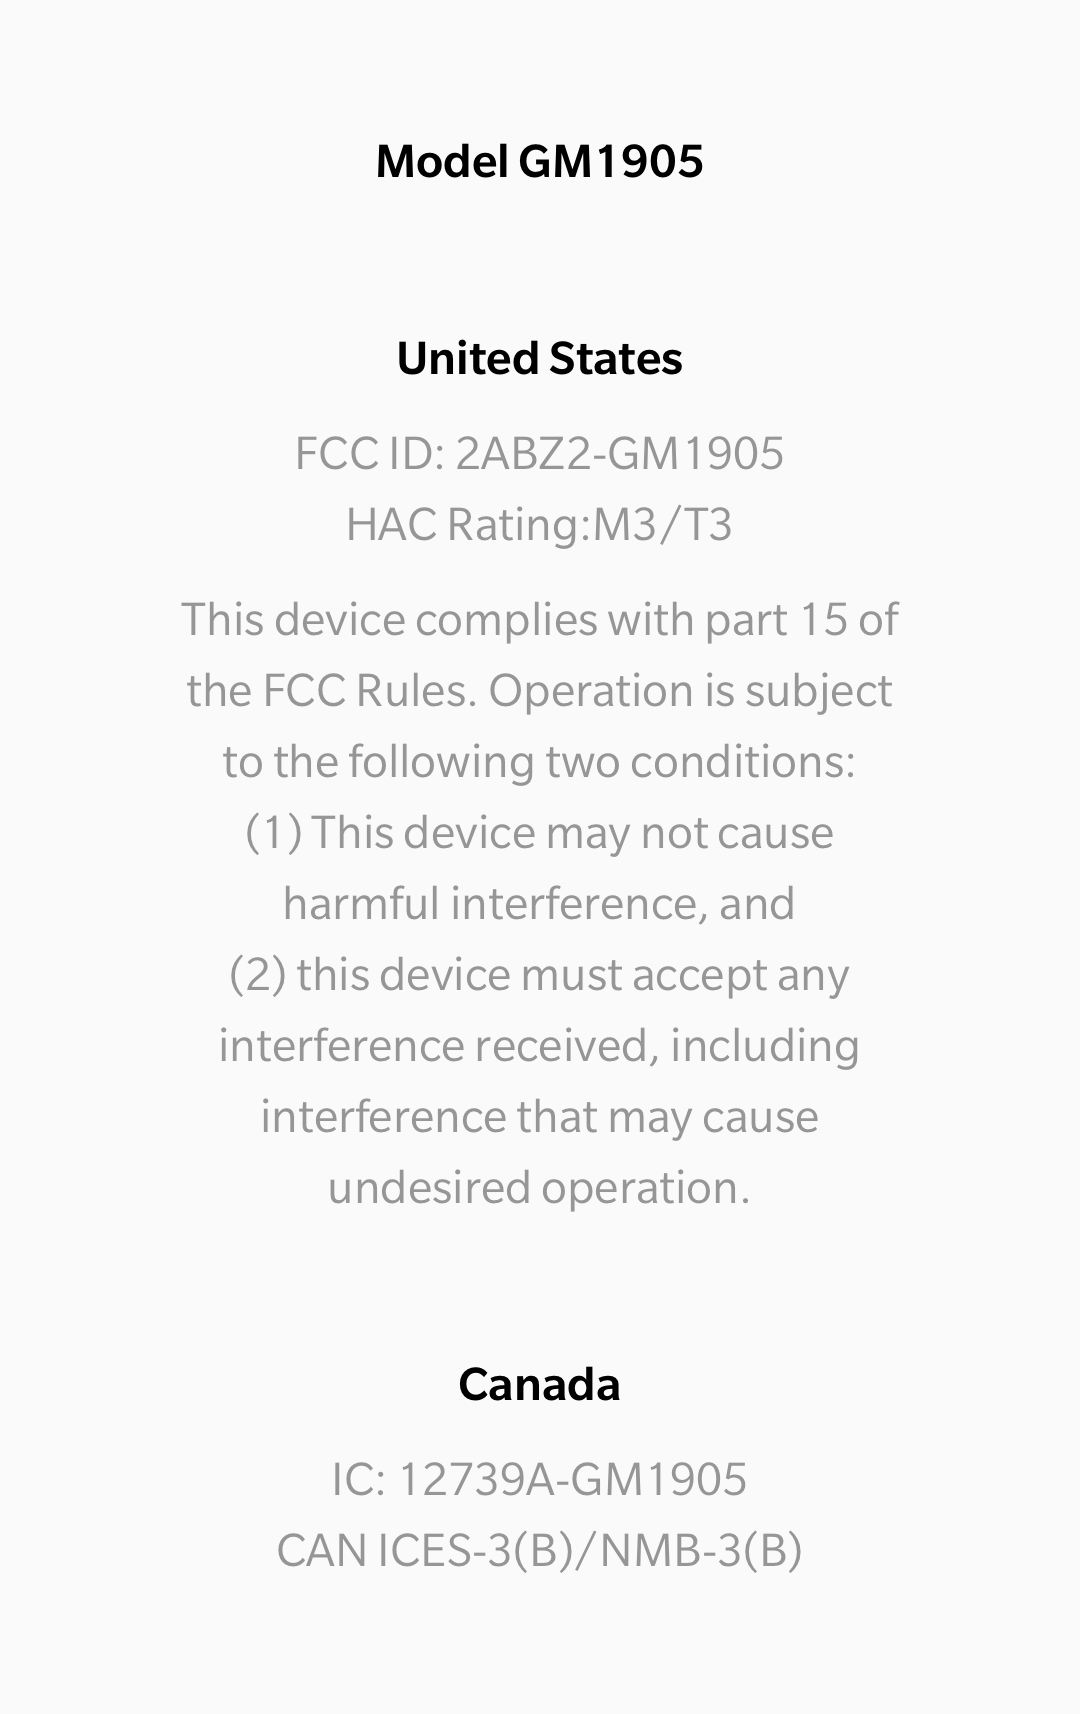 Model GM1905
United States
FCC ID: 2ABZ2-GM1905
HAC Rating:M3/T3
This device complies with part 15 of
the FCC Rules. Operation is subject
to the following two conditions:
(1) This device may not cause
harmful interference, and
(2) this device must accept any
interference received, including
interference that may cause
undesired operation.
Canada
IC: 12739A-GM1905
CAN ICES-3(B)/NMB-3(B)